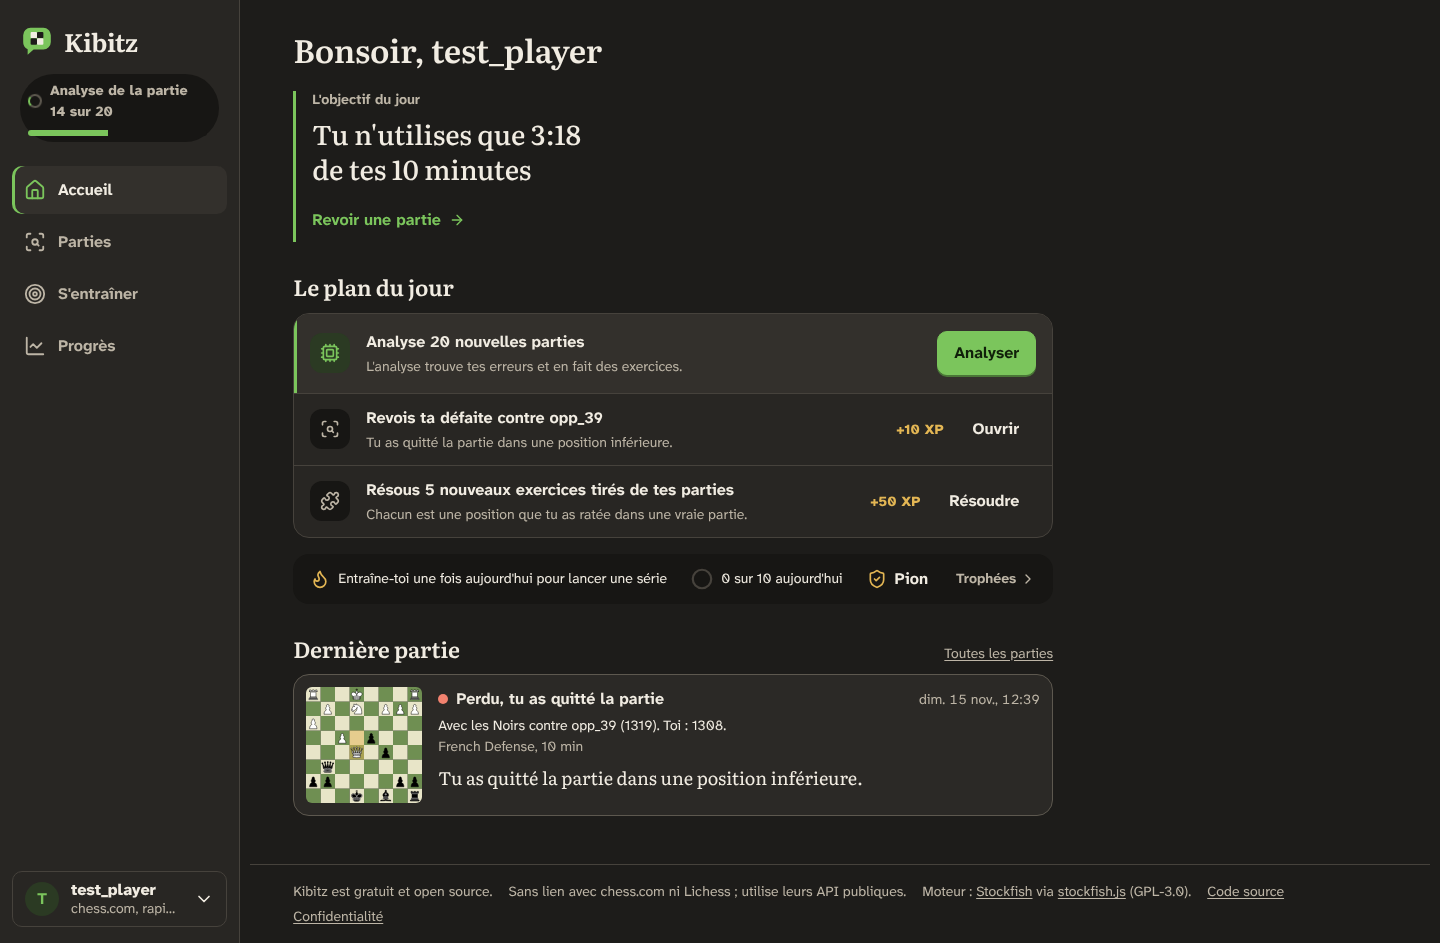 Kibitz
Analyse de la partie
14 sur 20
Accueil
Parties
S'entraîner
Progrès
test_player
chess.com, rapi...
Bonsoir, test_player
L'objectif du jour
Tu n'utilises que 3:18
de tes 10 minutes
Revoir une partie
Le plan du jour
Analyse 20 nouvelles parties
L'analyse trouve tes erreurs et en fait des exercices.
Analyser
Revois ta défaite contre opp_39
Tu as quitté la partie dans une position inférieure.
+10 XP
Ouvrir
Résous 5 nouveaux exercices tirés de tes parties
Chacun est une position que tu as ratée dans une vraie partie.
+50 XP
Résoudre
Entraîne-toi une fois aujourd'hui pour lancer une série
0 sur 10 aujourd'hui
Pion
Trophées
Dernière partie
Toutes les parties
Perdu, tu as quitté la partie
dim. 15 nov., 12:39
Avec les Noirs contre opp_39 (1319). Toi : 1308.
French Defense, 10 min
Tu as quitté la partie dans une position inférieure.
Kibitz est gratuit et open source. Sans lien avec chess.com ni Lichess ; utilise leurs API publiques. Moteur : Stockfish via stockfish.js (GPL-3.0). Code source
Confidentialité
T